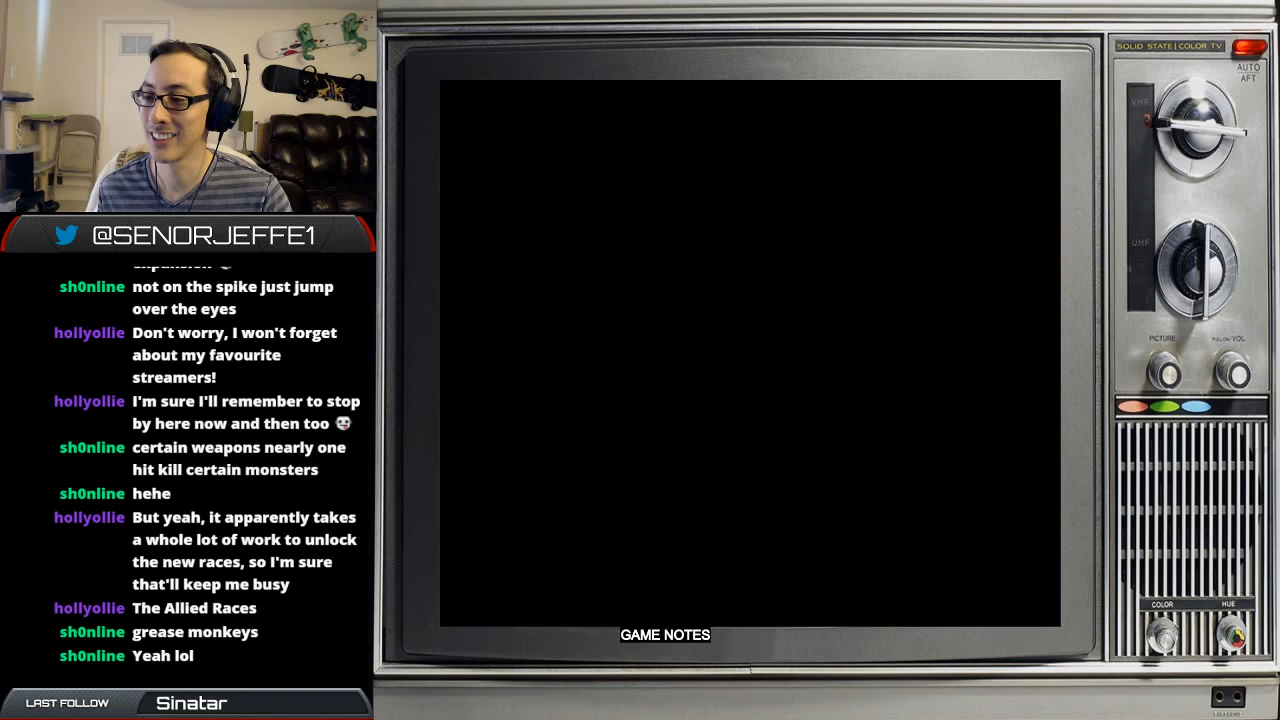 @SENORJEFFE1
sh0nline not on the spike just jump
over the eyes
hollyollie Don't worry, I won't forget
about my favourite
streamers!
hollyollie I'm sure I'll remember to stop
by here now and then too
sh0nline certain weapons nearly one
hit kill certain monsters
sh0nline hehe
hollyollie But yeah, it apparently takes
a whole lot of work to unlock
the new races, so I'm sure
that'll keep me busy
hollyollie The Allied Races
sh0nline grease monkeys
sh0nline Yeah lol
LAST FOLLOW Sinatar
GAME NOTES
SOLID STATE | COLOR TV
AUTO
AFT
VHF
UHF
PICTURE
PULL-ON/VOL
COLOR
HUE